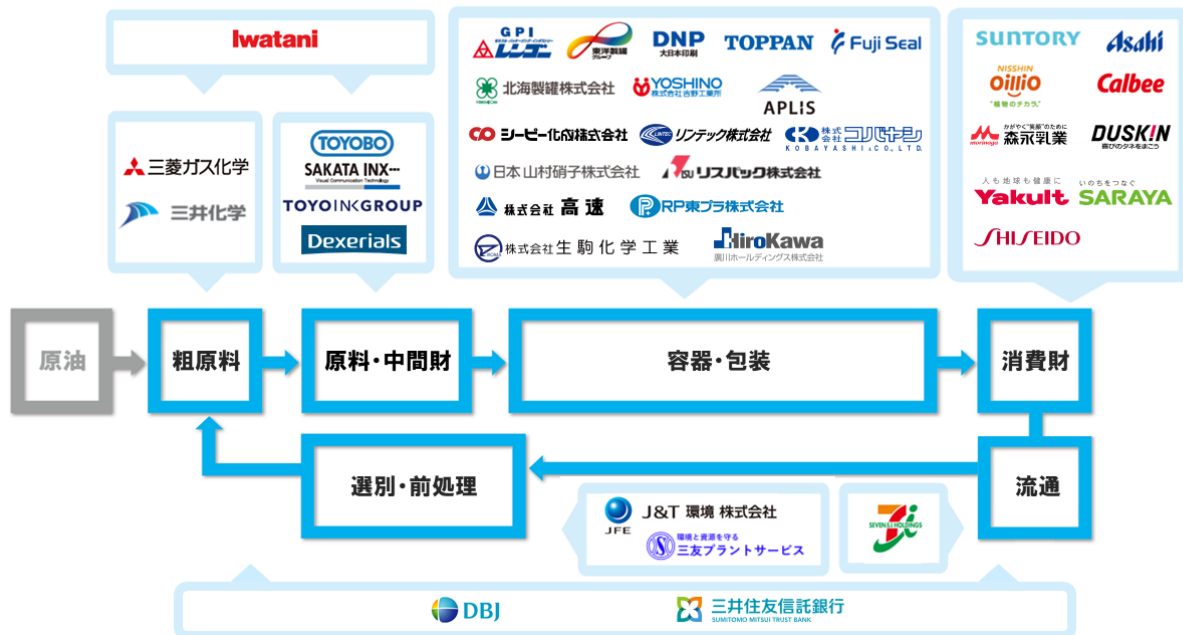 Iwatani
三菱ガス化学
三井化学
TOYOBO
SAKATA INX
Visual Communication Technology
TOYOINKGROUP
Dexerials
GPI
レンゴー
東洋製罐
グループ
DNP
大日本印刷
TOPPAN
Fuji Seal
北海製罐株式会社
YOSHINO
株式会社吉野工業所
APLIS
シーピー化成株式会社
LINTEC
リンテック株式会社
株式会社
コバヤシ
KOBAYASHI & CO., LTD.
日本山村硝子株式会社
RISU
リスパック株式会社
株式会社 高速
RP東プラ株式会社
株式会社生駒化学工業
HiroKawa
廣川ホールディングス株式会社
SUNTORY
Asahi
NISSHIN
OilliO
"植物のチカラ。"
Calbee
morinaga
かがやく"笑顔"のために
森永乳業
DUSKIN
喜びのタネをまこう
人も地球も健康に
Yakult
いのちをつなぐ
SARAYA
SHISEIDO
原油
粗原料
原料・中間財
容器・包装
消費財
選別・前処理
流通
JFE
J&T 環境 株式会社
環境と資源を守る
三友プラントサービス
SEVEN & i HOLDINGS
DBJ
三井住友信託銀行
SUMITOMO MITSUI TRUST BANK